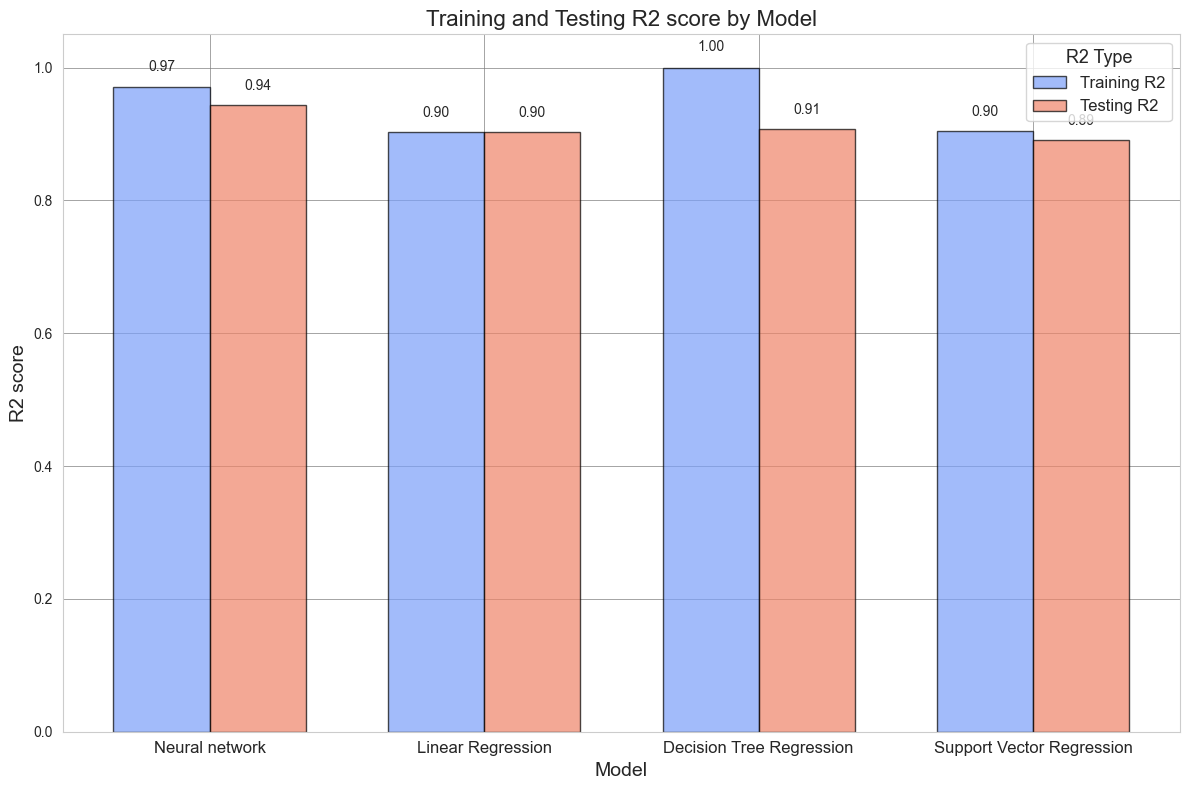 Training and Testing R2 score by Model
R2 Type
Training R2
Testing R2
0.97
0.94
0.90
0.90
1.00
0.91
0.90
0.89
1.0
0.8
0.6
0.4
0.2
0.0
R2 score
Neural network
Linear Regression
Decision Tree Regression
Support Vector Regression
Model